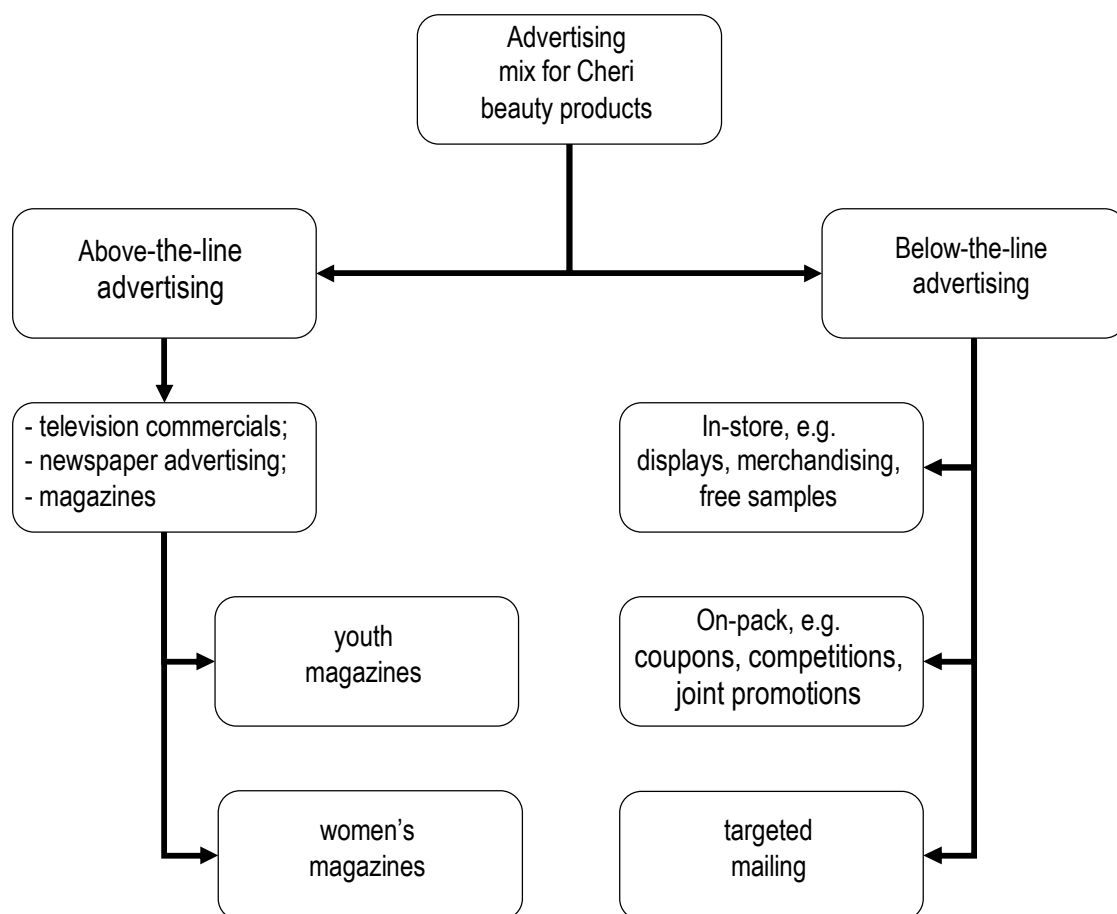 Advertising
mix for Cheri
beauty products
Above-the-line
advertising
Below-the-line
advertising
- television commercials;
- newspaper advertising;
- magazines
In-store, e.g.
displays, merchandising,
free samples
youth
magazines
On-pack, e.g.
coupons, competitions,
joint promotions
women’s
magazines
targeted
mailing